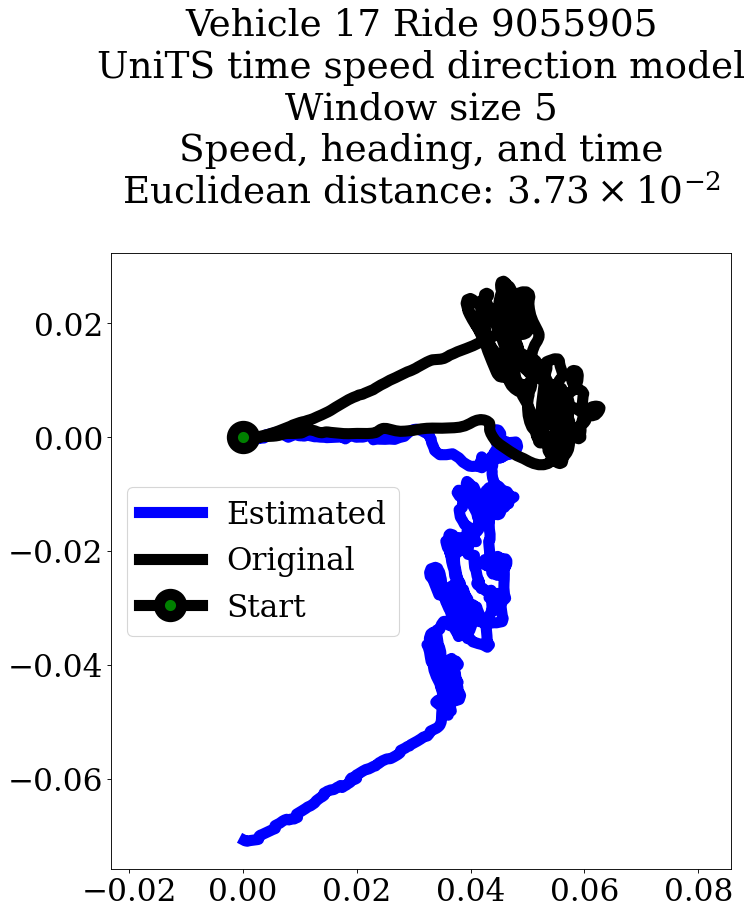 Vehicle 17 Ride 9055905
UniTS time speed direction model
Window size 5
Speed, heading, and time
Euclidean distance: 3.73 × 10⁻²
0.02
0.00
−0.02
−0.04
−0.06
Estimated
Original
Start
−0.02 0.00 0.02 0.04 0.06 0.08